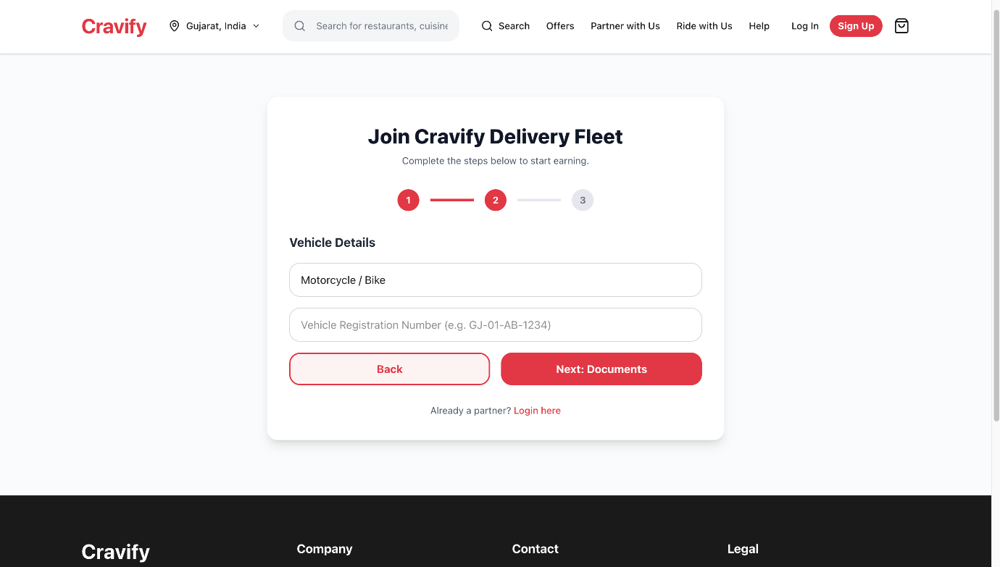 Cravify
Gujarat, India
Search for restaurants, cuisine
Search
Offers
Partner with Us
Ride with Us
Help
Log In
Sign Up
Join Cravify Delivery Fleet
Complete the steps below to start earning.
1
2
3
Vehicle Details
Motorcycle / Bike
Vehicle Registration Number (e.g. GJ-01-AB-1234)
Back
Next: Documents
Already a partner? Login here
Cravify
Company
Contact
Legal